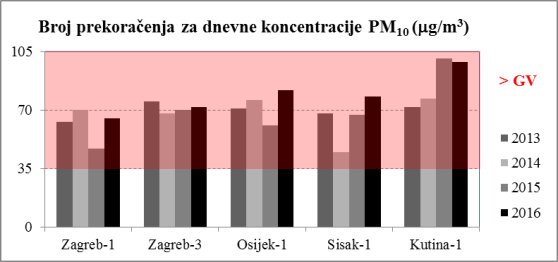 Broj prekoračenja za dnevne koncentracije PM10 (μg/m³)
105
70
35
0
> GV
2013
2014
2015
2016
Zagreb-1 Zagreb-3 Osijek-1 Sisak-1 Kutina-1